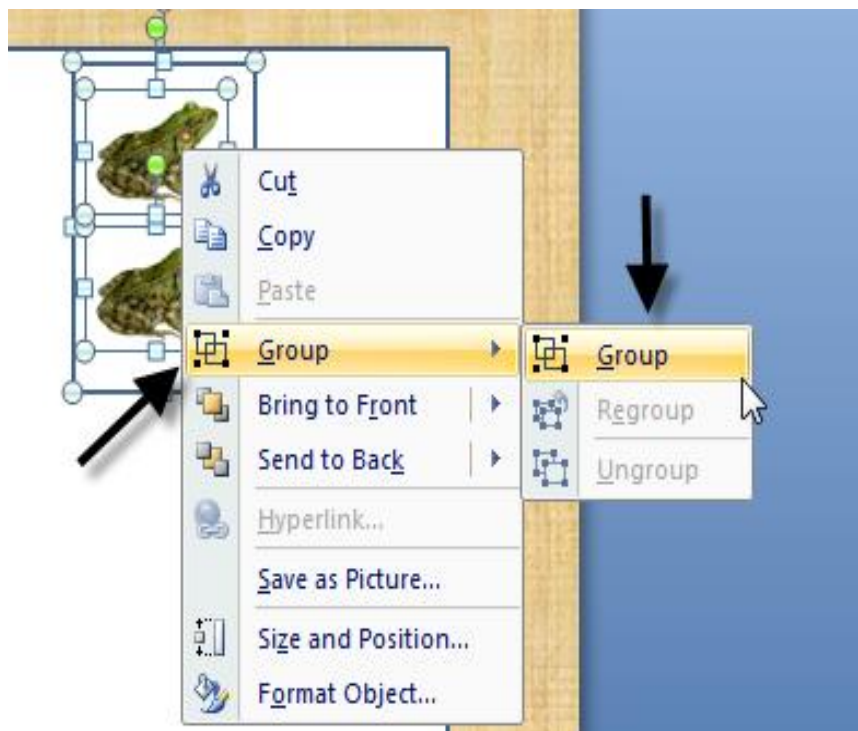 Cut
Copy
Paste
Group
Bring to Front
Send to Back
Hyperlink...
Save as Picture...
Size and Position...
Format Object...
Group
Regroup
Ungroup